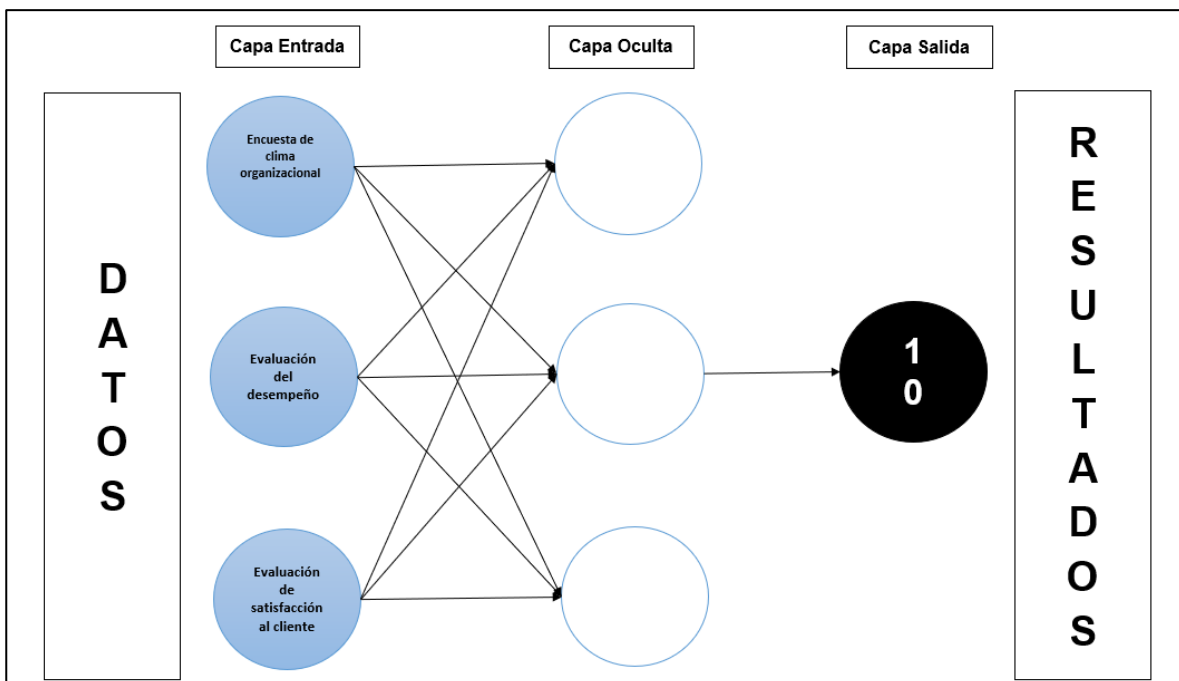 Capa Entrada
Capa Oculta
Capa Salida
D
A
T
O
S
Encuesta de
clima
organizacional
Evaluación
del
desempeño
Evaluación
de
satisfacción
al cliente
1
0
R
E
S
U
L
T
A
D
O
S